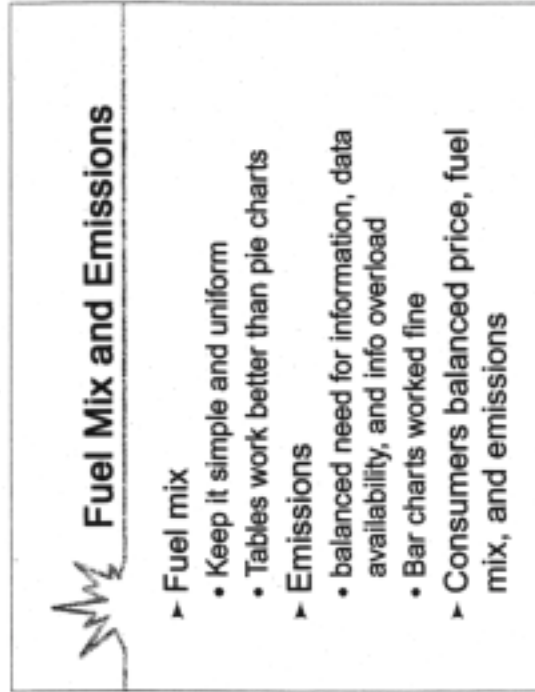 Fuel Mix and Emissions
➤ Fuel mix
• Keep it simple and uniform
• Tables work better than pie charts
➤ Emissions
• balanced need for information, data
availability, and info overload
• Bar charts worked fine
➤ Consumers balanced price, fuel
mix, and emissions